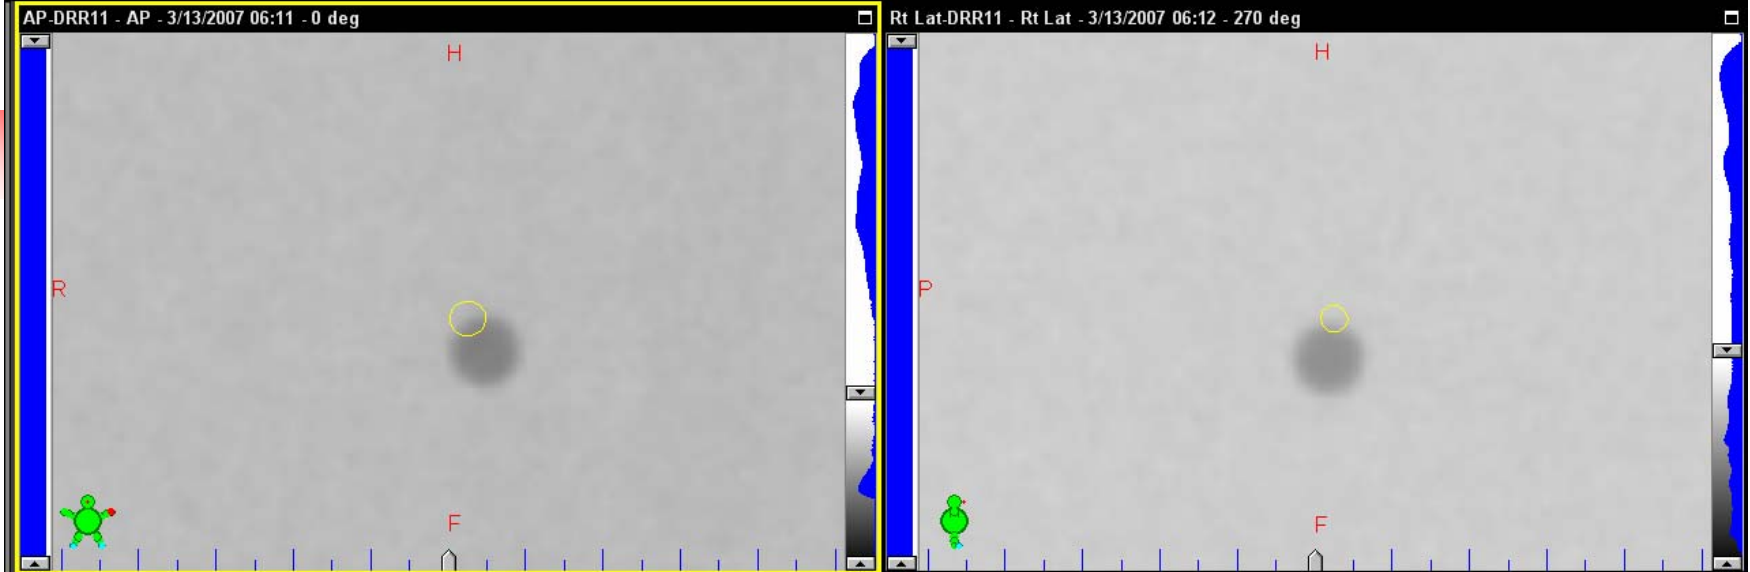 AP-DRR11 - AP - 3/13/2007 06:11 - 0 deg
H
R
F
Rt Lat-DRR11 - Rt Lat - 3/13/2007 06:12 - 270 deg
H
P
F